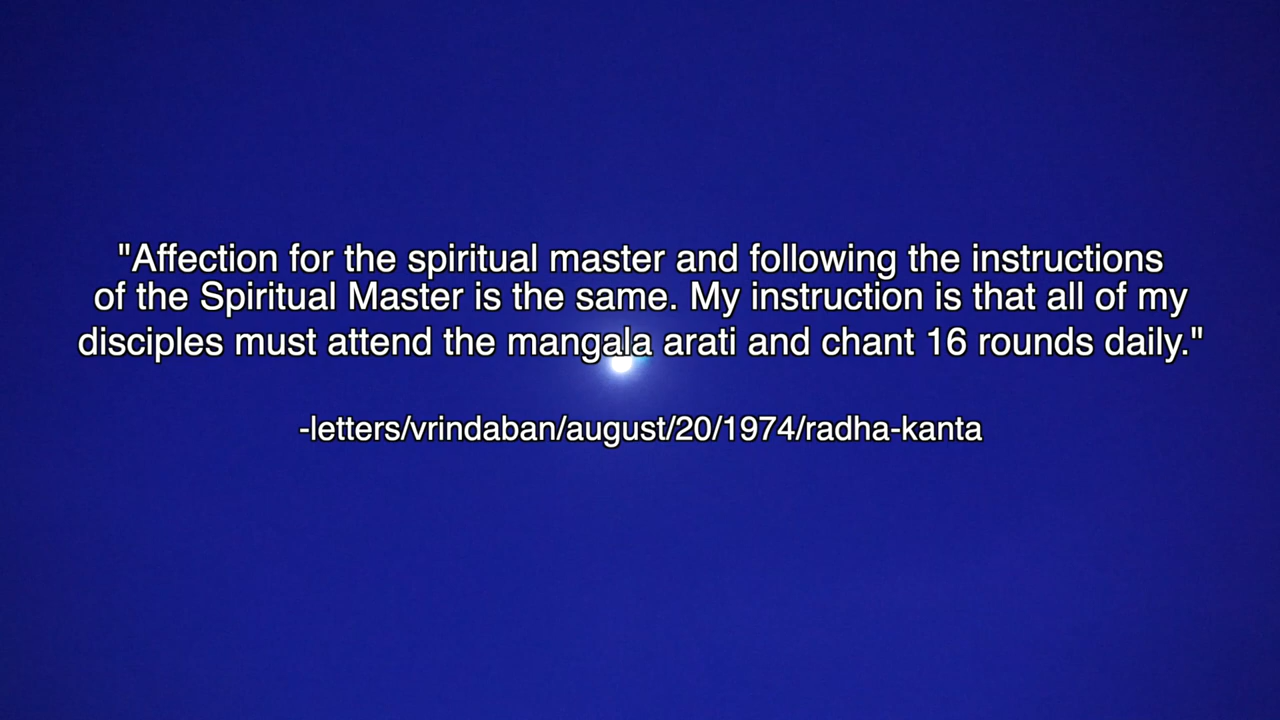 "Affection for the spiritual master and following the instructions
of the Spiritual Master is the same. My instruction is that all of my
disciples must attend the mangala arati and chant 16 rounds daily."
-letters/vrindaban/august/20/1974/radha-kanta